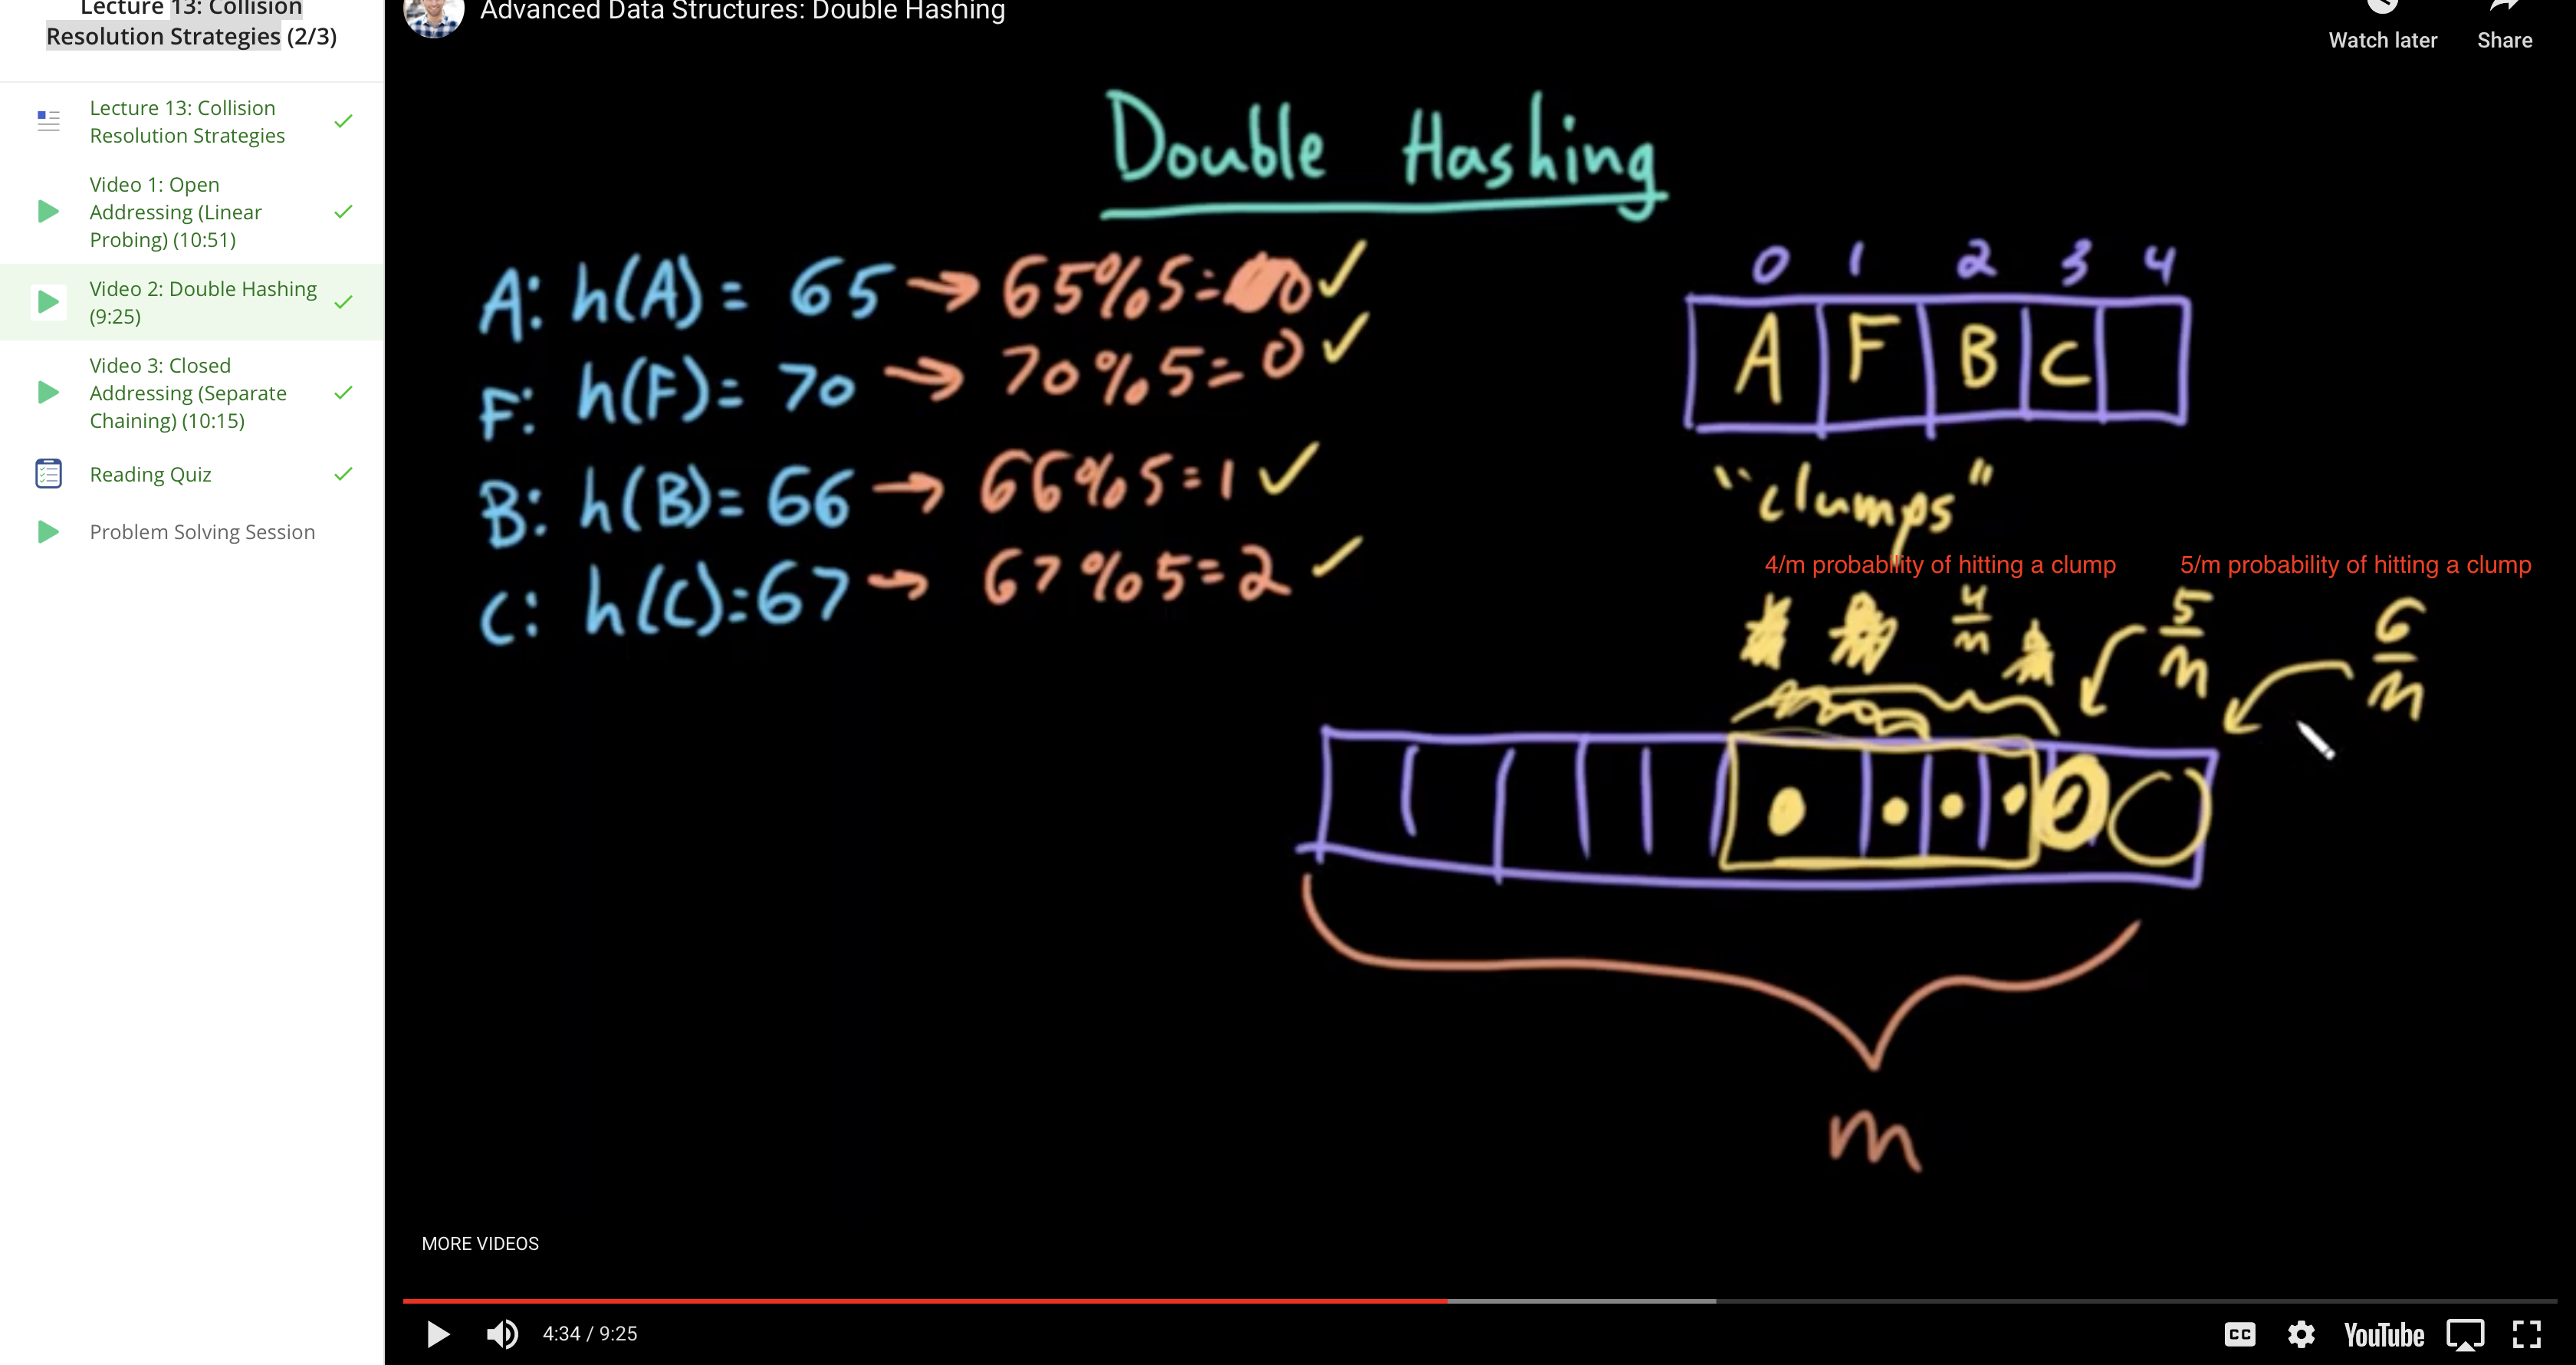 Lecture 13: Collision
Resolution Strategies (2/3)
Lecture 13: Collision
Resolution Strategies
Video 1: Open
Addressing (Linear
Probing) (10:51)
Video 2: Double Hashing
(9:25)
Video 3: Closed
Addressing (Separate
Chaining) (10:15)
Reading Quiz
Problem Solving Session
Advanced Data Structures: Double Hashing
Watch later
Share
Double Hashing
A: h(A) = 65 → 65%5=0 ✓
F: h(F) = 70 → 70%5=0 ✓
B: h(B) = 66 → 66%5=1 ✓
C: h(C)=67 → 67%5=2 ✓
0 1 2 3 4
A F B C
"clumps"
4/m probability of hitting a clump
5/m probability of hitting a clump
4/m
5/m
6/m
m
MORE VIDEOS
4:34 / 9:25
CC
YouTube